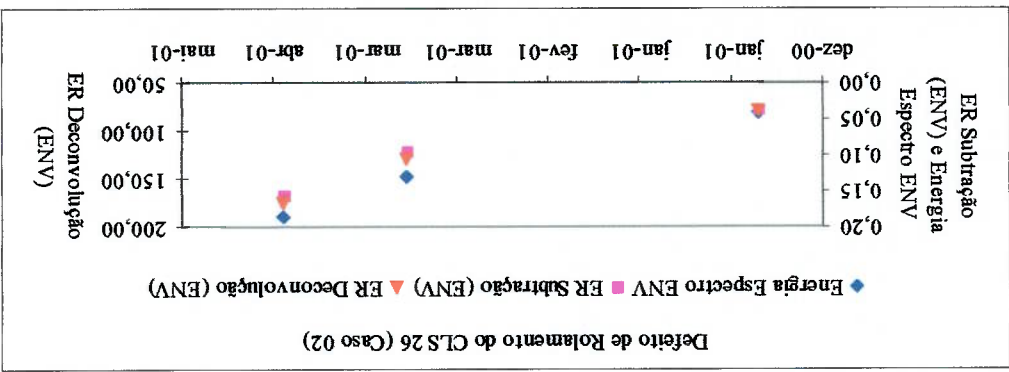 Defeito de Rolamento do CLS 26 (Caso 02)
Energia Espectro ENV ER Subtração (ENV) ER Deconvolução (ENV)
ER Subtração
(ENV) e Energia
Espectro ENV
0,20
0,15
0,10
0,05
0,00
200,00
150,00
100,00
50,00
ER Deconvolução
(ENV)
dez-00 jan-01 jan-01 fev-01 mar-01 mar-01 abr-01 mai-01